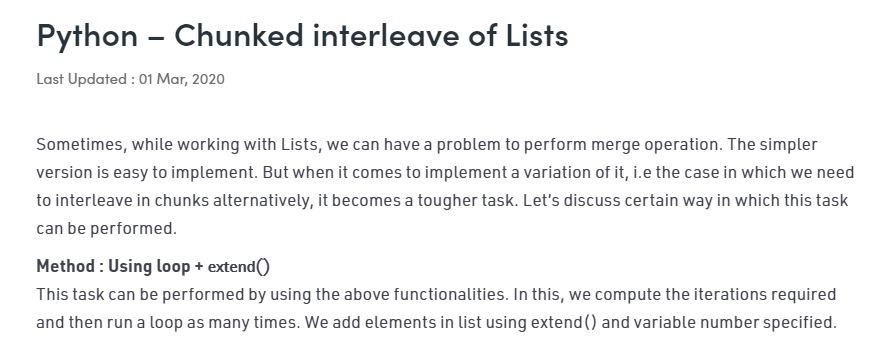 Python – Chunked interleave of Lists
Last Updated : 01 Mar, 2020
Sometimes, while working with Lists, we can have a problem to perform merge operation. The simpler
version is easy to implement. But when it comes to implement a variation of it, i.e the case in which we need
to interleave in chunks alternatively, it becomes a tougher task. Let's discuss certain way in which this task
can be performed.
Method : Using loop + extend()
This task can be performed by using the above functionalities. In this, we compute the iterations required
and then run a loop as many times. We add elements in list using extend() and variable number specified.